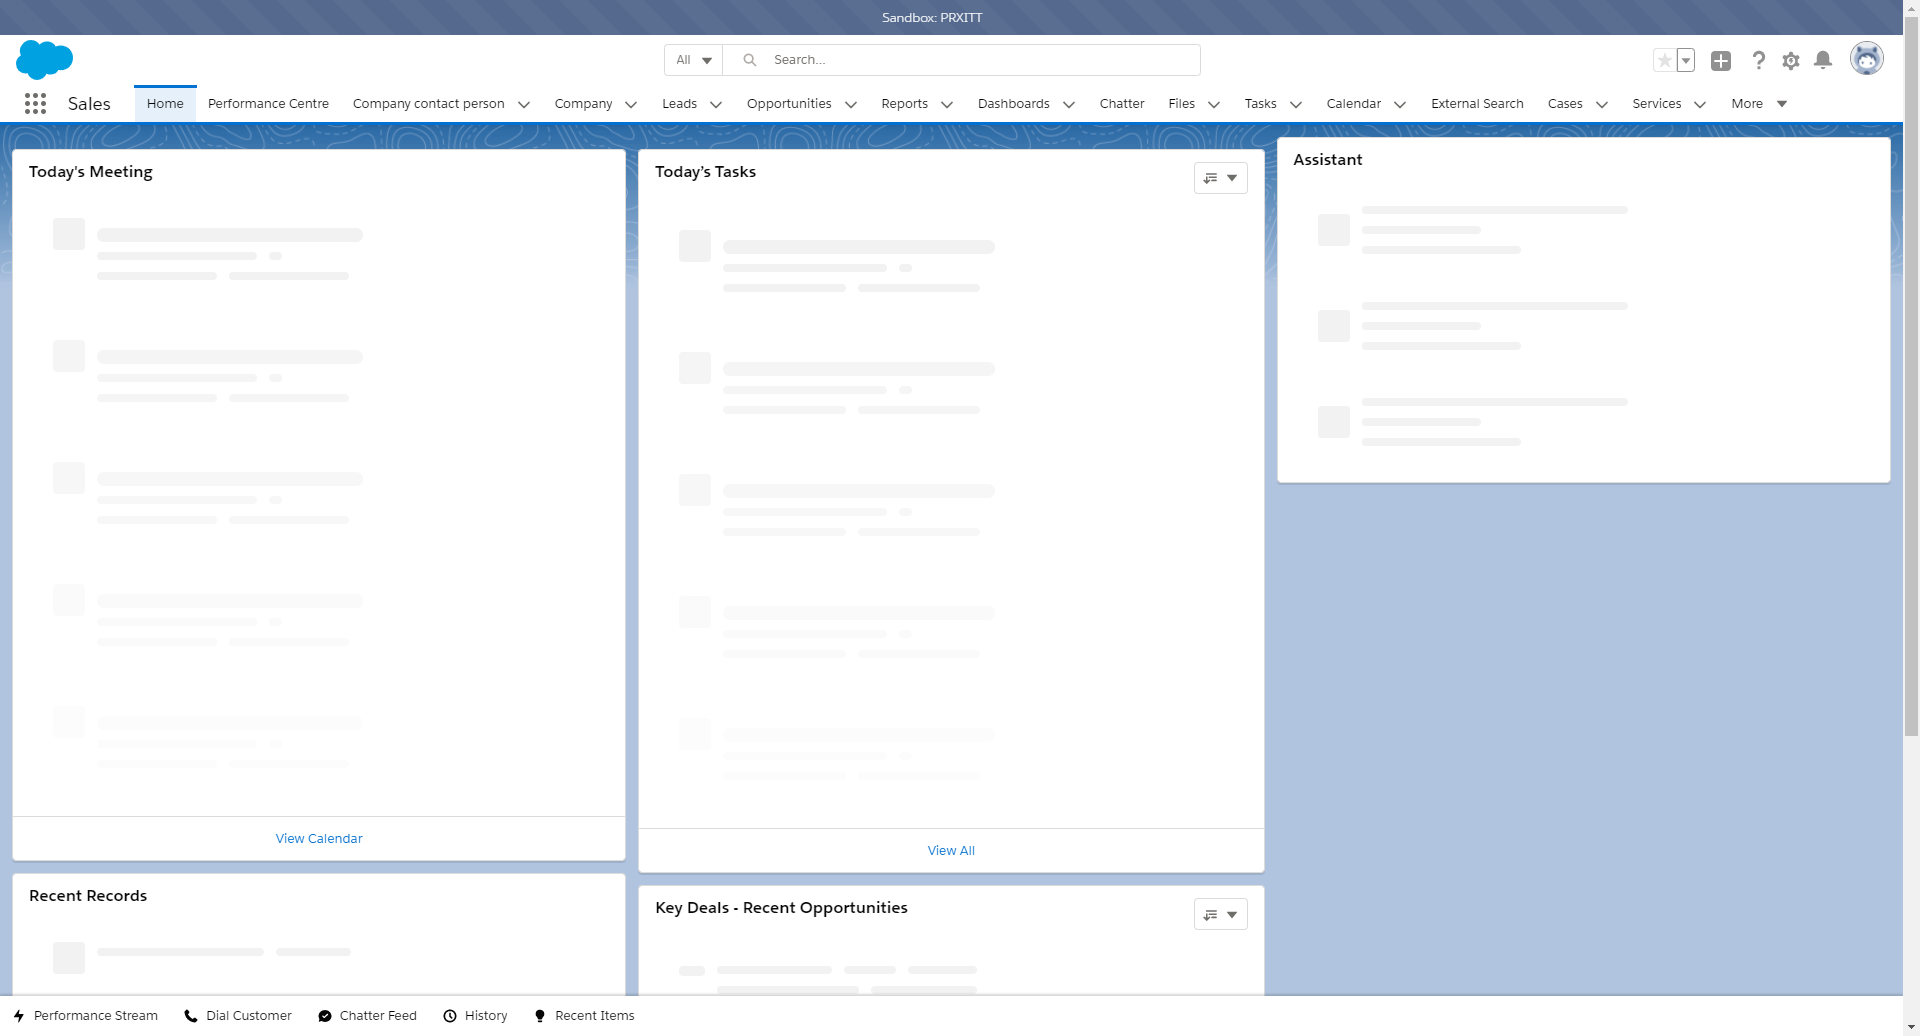 Sandbox: PRXITT
All
Search...
Sales
Home
Performance Centre
Company contact person
Company
Leads
Opportunities
Reports
Dashboards
Chatter
Files
Tasks
Calendar
External Search
Cases
Services
More
Today's Meeting
View Calendar
Recent Records
Today's Tasks
View All
Key Deals - Recent Opportunities
Assistant
Performance Stream
Dial Customer
Chatter Feed
History
Recent Items